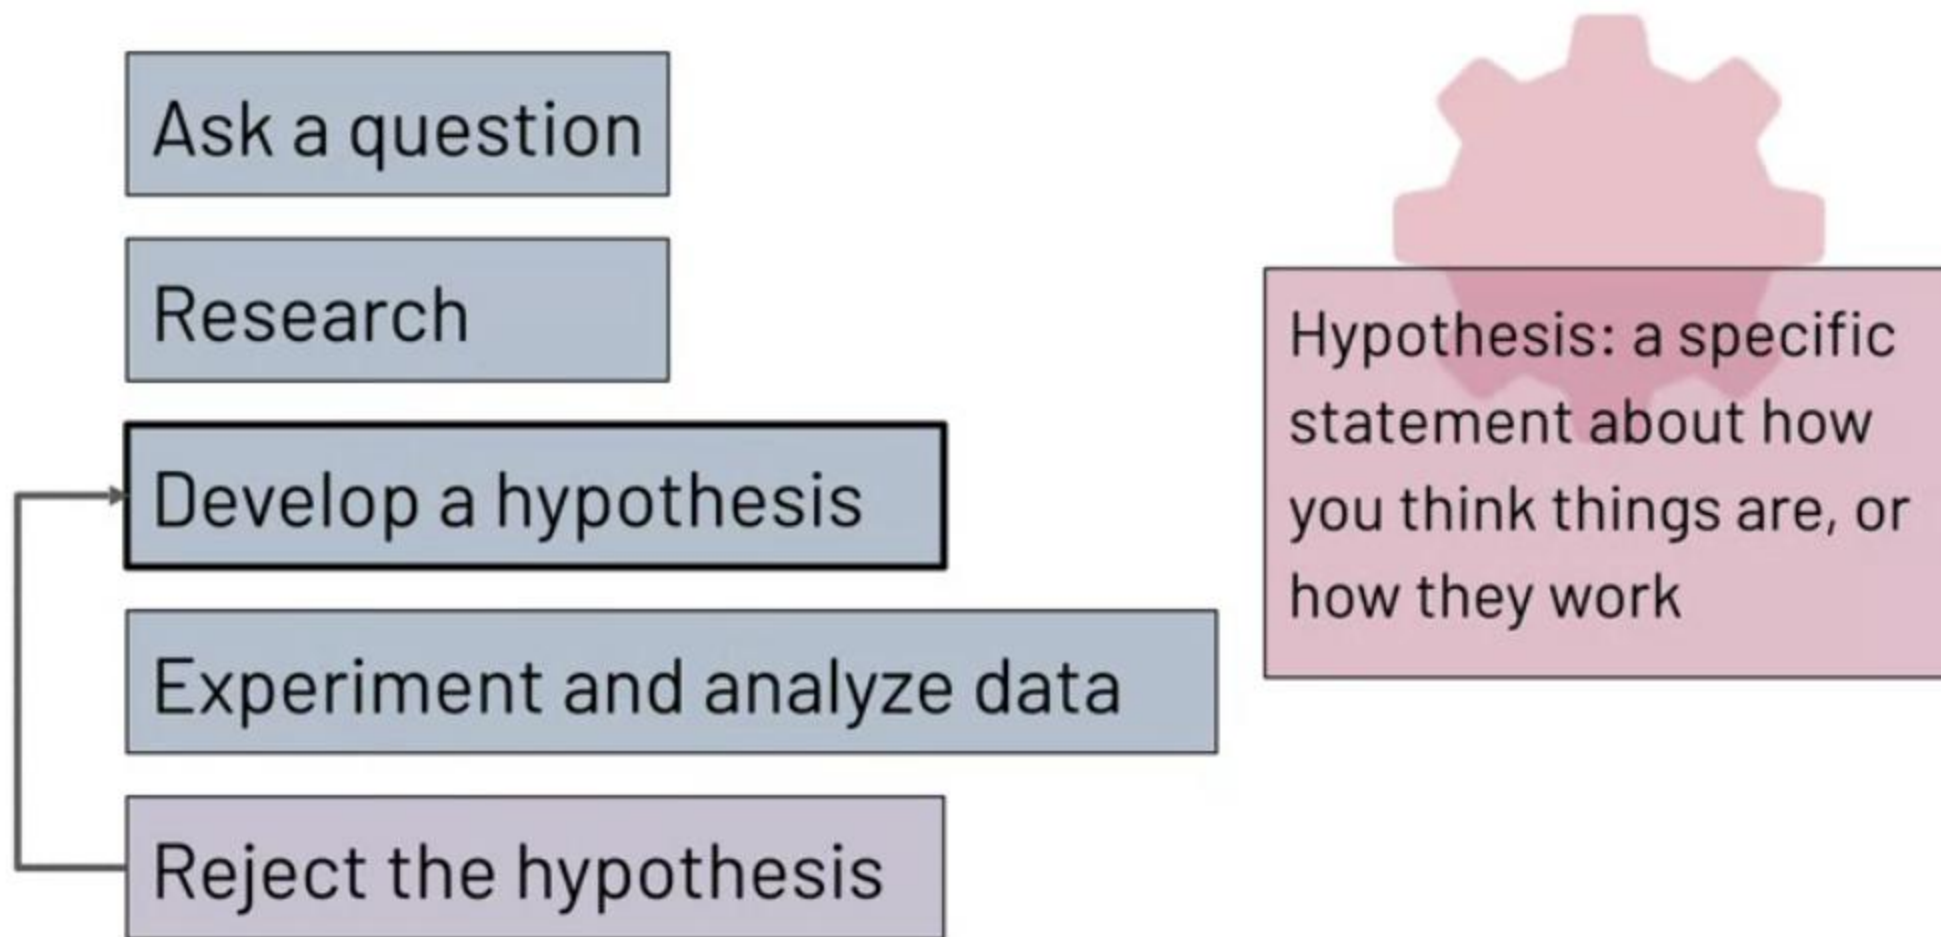 Ask a question
Research
Develop a hypothesis
Experiment and analyze data
Reject the hypothesis
Hypothesis: a specific
statement about how
you think things are, or
how they work